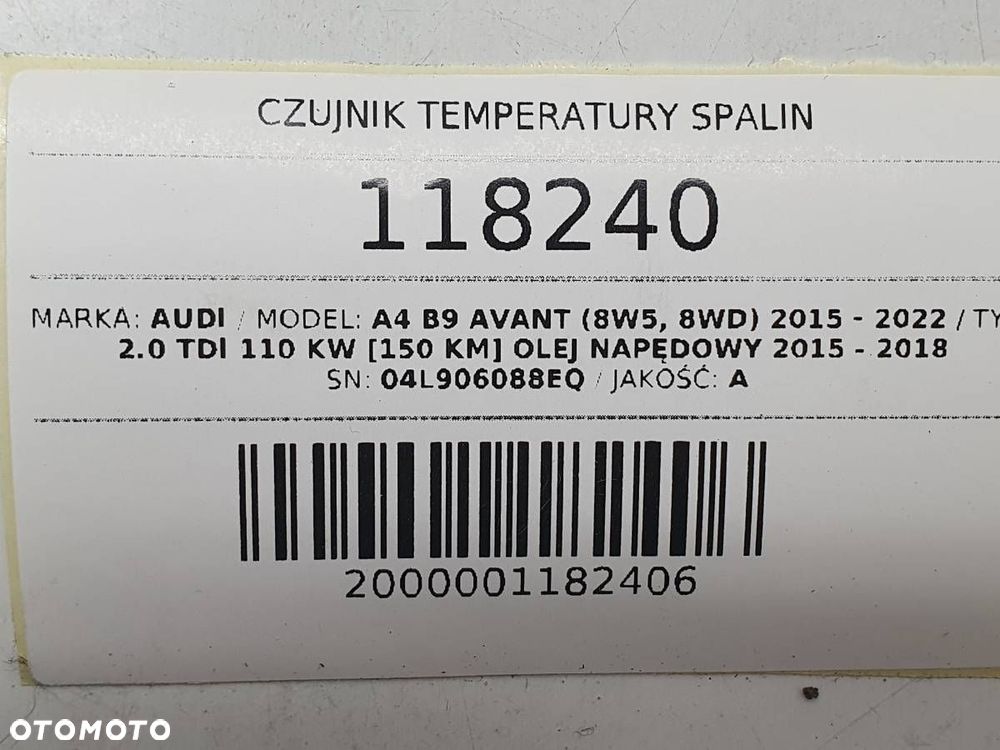 CZUJNIK TEMPERATURY SPALIN
118240
MARKA: AUDI / MODEL: A4 B9 AVANT (8W5, 8WD) 2015 - 2022 / TY
2.0 TDI 110 KW [150 KM] OLEJ NAPĘDOWY 2015 - 2018
SN: 04L906088EQ / JAKOŚĆ: A
2000001182406
OTOMOTO